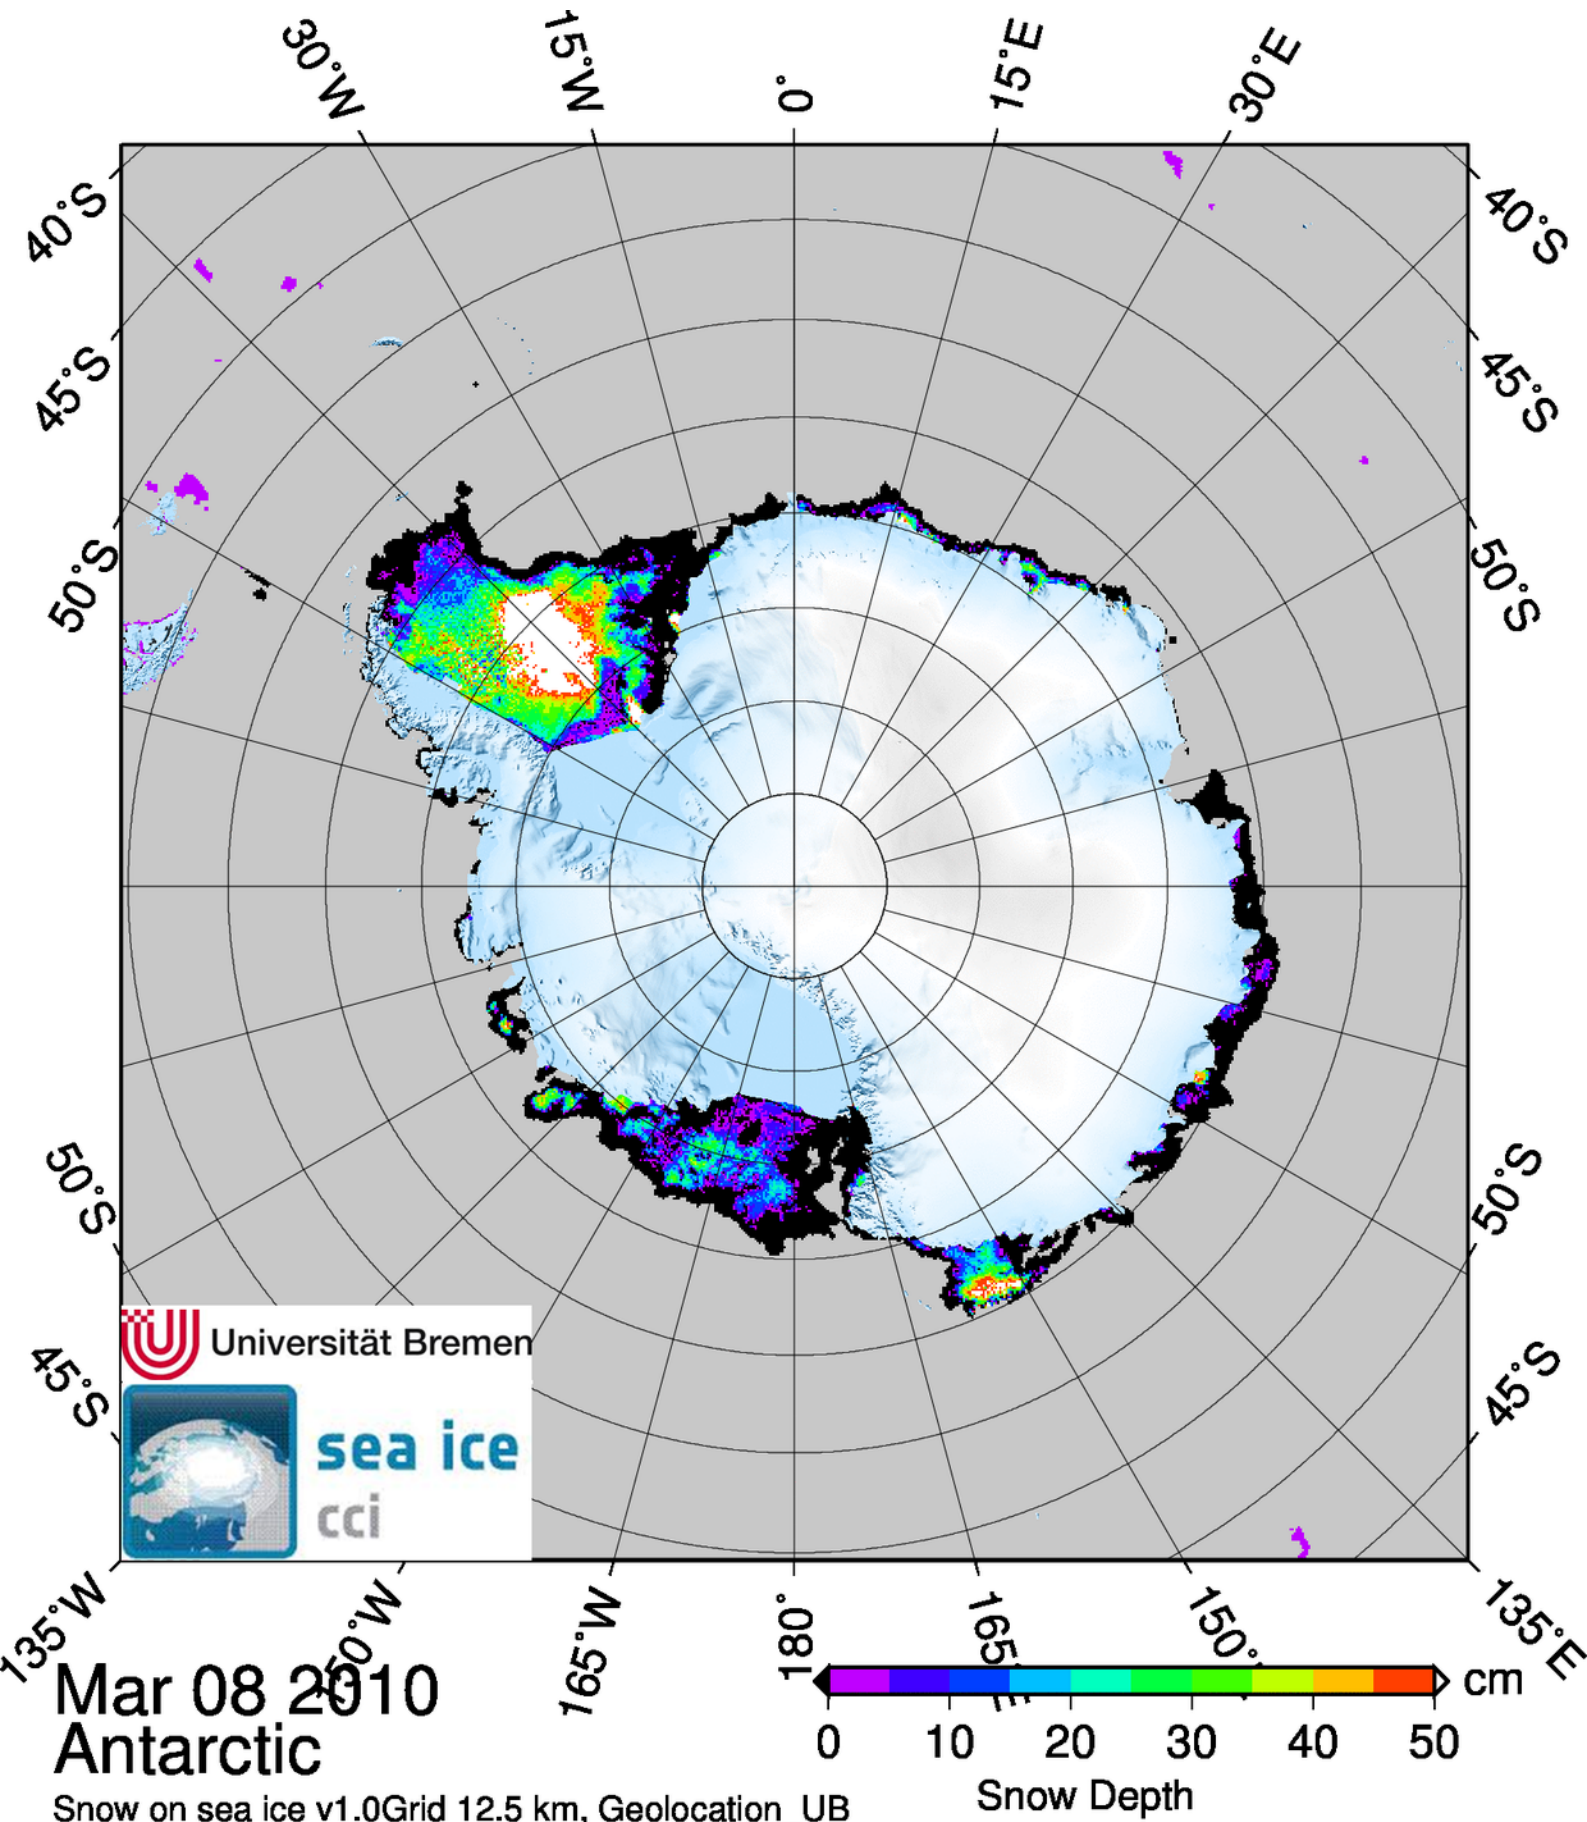 30°W 15°W 0° 15°E 30°E
40°S 40°S
45°S 45°S
50°S 50°S
50°S 50°S
45°S 45°S
Universität Bremen
sea ice
cci
135°W 165°W 180° 165° 150° 135°E
Mar 08 2010
Antarctic
Snow on sea ice v1.0Grid 12.5 km, Geolocation UB
cm
0 10 20 30 40 50
Snow Depth